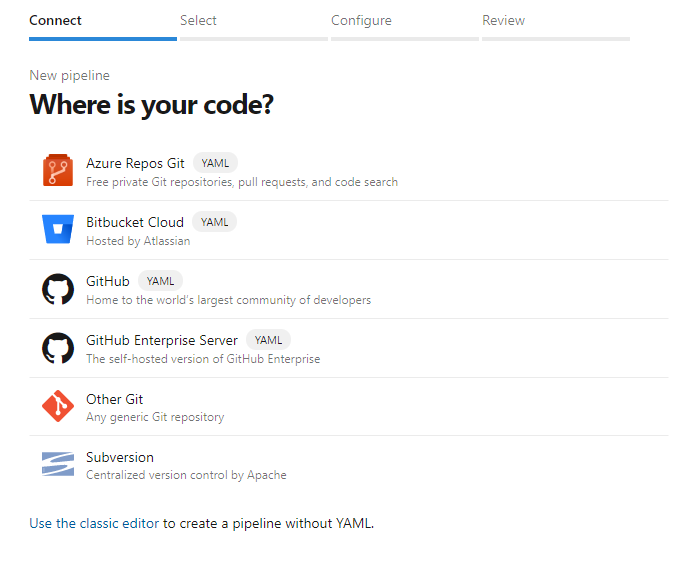 Connect Select Configure Review
New pipeline
Where is your code?
Azure Repos Git YAML
Free private Git repositories, pull requests, and code search
Bitbucket Cloud YAML
Hosted by Atlassian
GitHub YAML
Home to the world's largest community of developers
GitHub Enterprise Server YAML
The self-hosted version of GitHub Enterprise
Other Git
Any generic Git repository
Subversion
Centralized version control by Apache
Use the classic editor to create a pipeline without YAML.